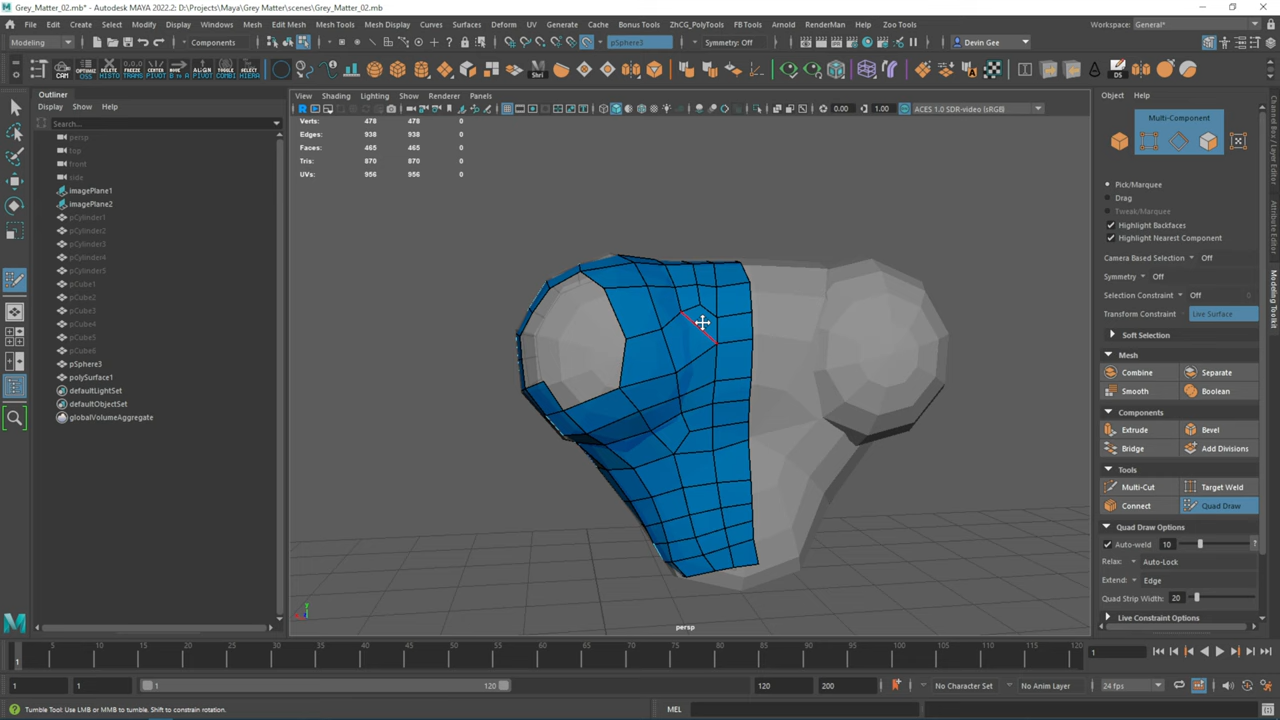 Grey_Matter_02.mb* - Autodesk MAYA 2022.2: D:\Projects\Maya\Grey Matter\scenes\Grey_Matter_02.mb
File Edit Create Select Modify Display Windows Mesh Edit Mesh Mesh Tools Mesh Display Curves Surfaces Deform UV Generate Cache Bonus Tools ZhCG_PolyTools FB Tools Arnold RenderMan Help Zoo Tools Workspace: General*
Modeling Components pSphere3 Symmetry: Off Devin Gee
Outliner
Display Show Help
Search...
persp
top
front
side
imagePlane1
imagePlane2
pCylinder1
pCylinder2
pCylinder3
pCylinder4
pCylinder5
pCube1
pCube2
pCube3
pCube4
pCube5
pCube6
pSphere3
polySurface1
defaultLightSet
defaultObjectSet
globalVolumeAggregate
View Shading Lighting Show Renderer Panels
0.00 1.00 ACES 1.0 SDR-video (sRGB)
Verts: 478 478 0
Edges: 938 938 0
Faces: 465 465 0
Tris: 870 870 0
UVs: 956 956 0
persp
Object Help
Multi-Component
Pick/Marquee
Drag
Tweak/Marquee
Highlight Backfaces
Highlight Nearest Component
Camera Based Selection Off
Symmetry Off
Selection Constraint Off 0
Transform Constraint Live Surface
Soft Selection
Mesh
Combine Separate
Smooth Boolean
Components
Extrude Bevel
Bridge Add Divisions
Tools
Multi-Cut Target Weld
Connect Quad Draw
Quad Draw Options
Auto-weld 10 ?
Relax: Auto-Lock
Extend: Edge
Quad Strip Width: 20
Live Constraint Options
Channel Box / Layer Editor
Attribute Editor
Modeling Toolkit
1 5 10 15 20 25 30 35 40 45 50 55 60 65 70 75 80 85 90 95 100 105 110 115 120 1
1 1 1 120 120 200 No Character Set No Anim Layer 24 fps
Tumble Tool: Use LMB or MMB to tumble. Shift to constrain rotation. MEL